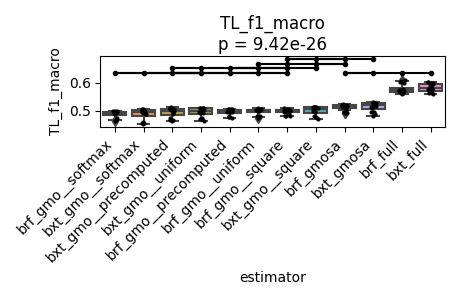 TL_f1_macro
p = 9.42e-26
TL_f1_macro
0.6
0.5
brf_gmo__softmax
bxt_gmo__softmax
bxt_gmo__precomputed
bxt_gmo__uniform
brf_gmo__precomputed
brf_gmo__uniform
brf_gmo__square
bxt_gmo__square
brf_gmosa
bxt_gmosa
brf_full
bxt_full
estimator